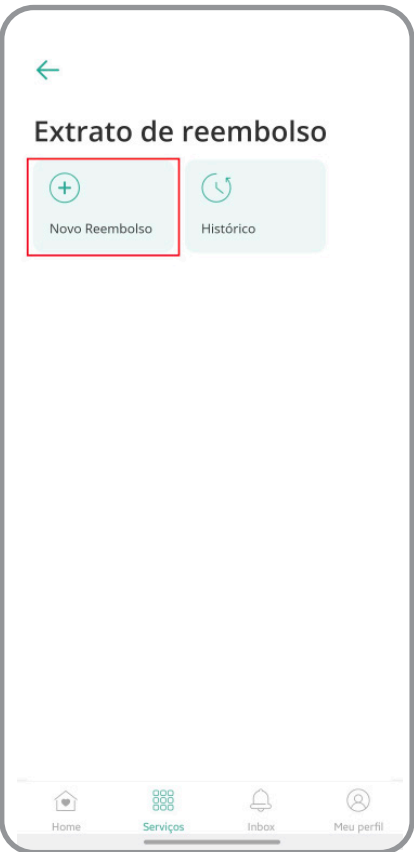 Extrato de reembolso
Novo Reembolso
Histórico
Home
Serviços
Inbox
Meu perfil